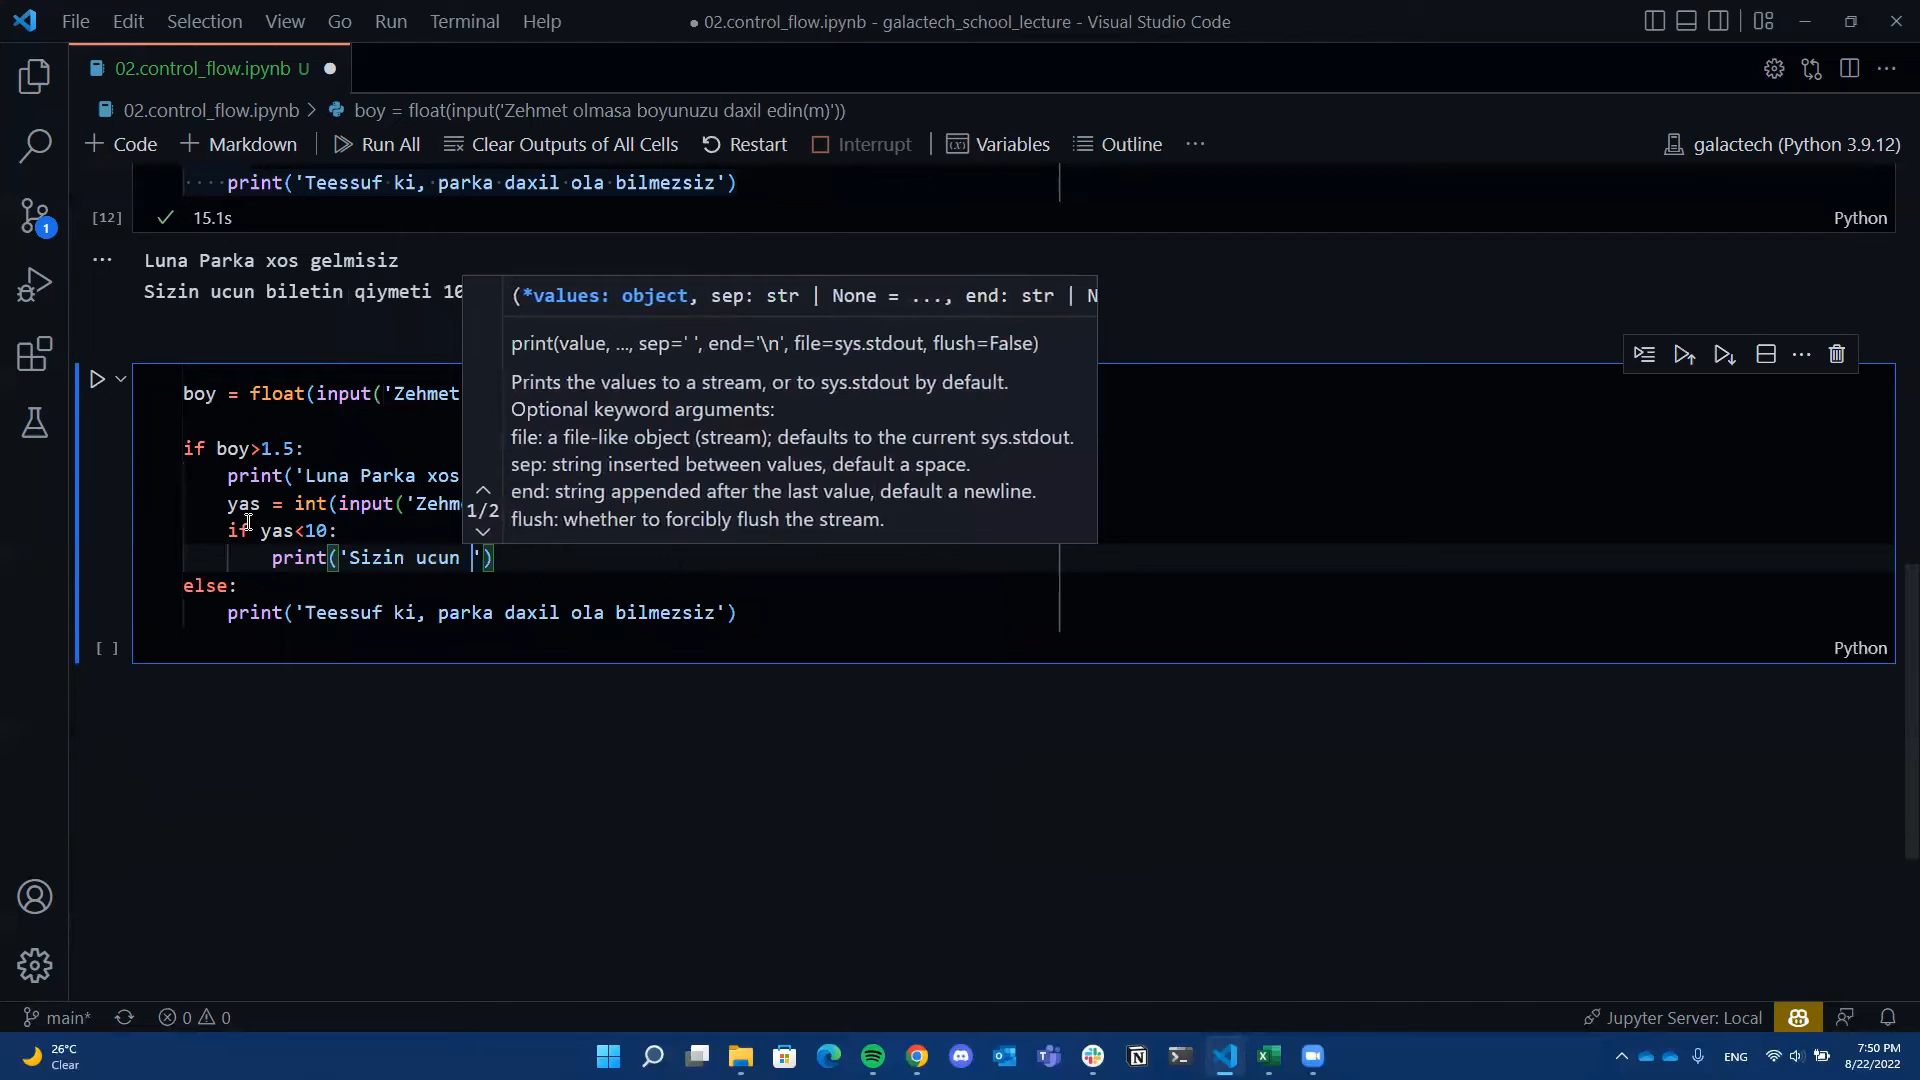 File Edit Selection View Go Run Terminal Help
● 02.control_flow.ipynb - galactech_school_lecture - Visual Studio Code
02.control_flow.ipynb U ●
02.control_flow.ipynb > boy = float(input('Zehmet olmasa boyunuzu daxil edin(m)'))
+ Code + Markdown Run All Clear Outputs of All Cells Restart Interrupt Variables Outline ···
galactech (Python 3.9.12)
····print('Teessuf·ki,·parka·daxil·ola·bilmezsiz')
[12] ✓ 15.1s
Python
··· Luna Parka xos gelmisiz
Sizin ucun biletin qiymeti 10
(*values: object, sep: str | None = ..., end: str | N
print(value, ..., sep=' ', end='\n', file=sys.stdout, flush=False)
Prints the values to a stream, or to sys.stdout by default.
Optional keyword arguments:
file: a file-like object (stream); defaults to the current sys.stdout.
sep: string inserted between values, default a space.
end: string appended after the last value, default a newline.
flush: whether to forcibly flush the stream.
1/2
boy = float(input('Zehmet
if boy>1.5:
print('Luna Parka xos
yas = int(input('Zehm
if yas<10:
print('Sizin ucun ')
else:
print('Teessuf ki, parka daxil ola bilmezsiz')
[ ]
Python
1
main* 0 0
Jupyter Server: Local
26°C
Clear
ENG
7:50 PM
8/22/2022